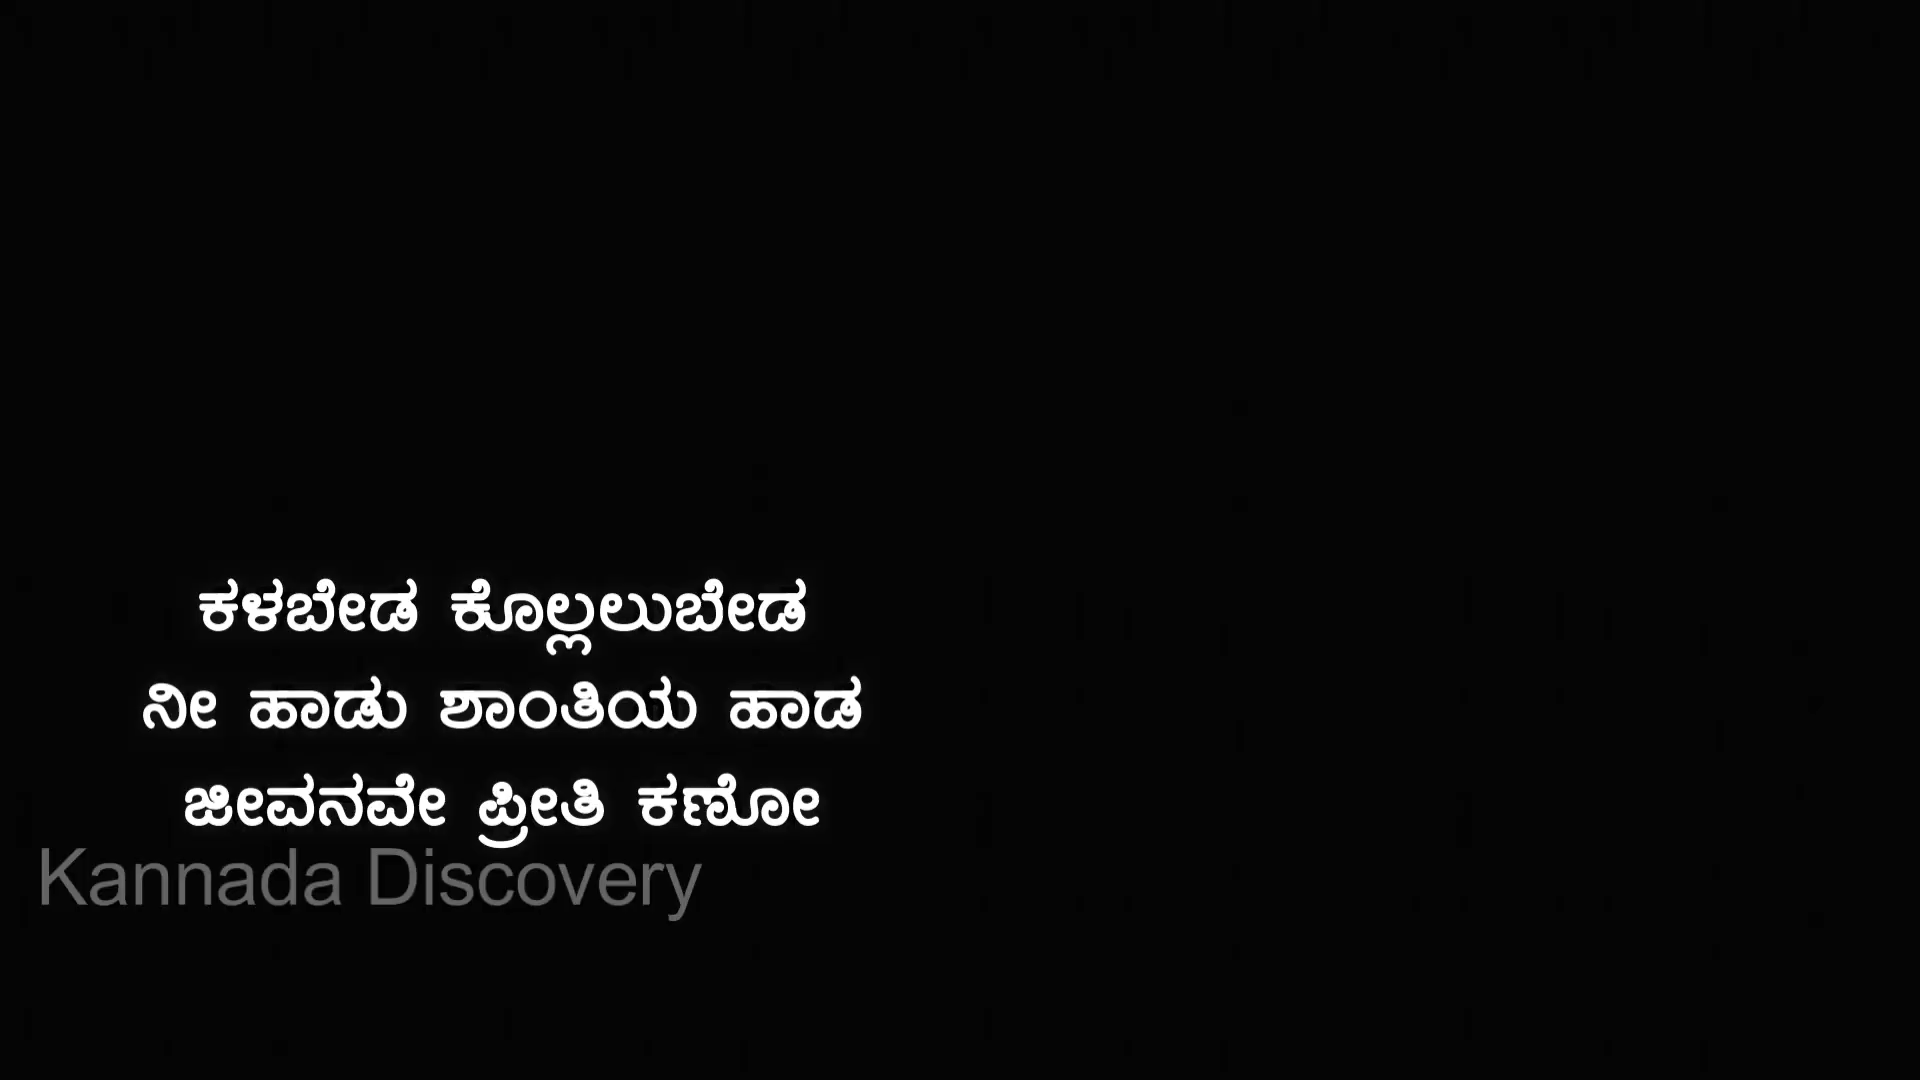 ಕಳಬೇಡ ಕೊಲ್ಲಲುಬೇಡ
ನೀ ಹಾಡು ಶಾಂತಿಯ ಹಾಡ
ಜೀವನವೇ ಪ್ರೀತಿ ಕಣೋ
Kannada Discovery